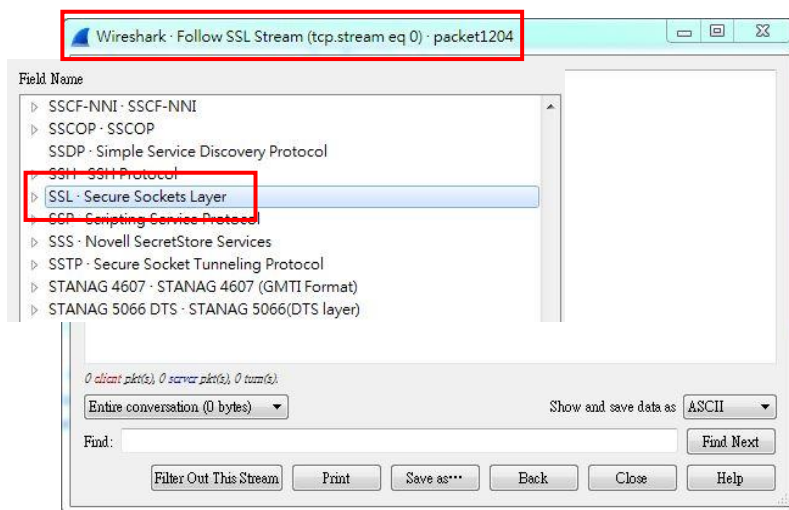 Wireshark · Follow SSL Stream (tcp.stream eq 0) · packet1204
Field Name
SSCF-NNI · SSCF-NNI
SSCOP · SSCOP
SSDP · Simple Service Discovery Protocol
SSH · SSH Protocol
SSL · Secure Sockets Layer
SSP · Scripting Service Protocol
SSS · Novell SecretStore Services
SSTP · Secure Socket Tunneling Protocol
STANAG 4607 · STANAG 4607 (GMTI Format)
STANAG 5066 DTS · STANAG 5066(DTS layer)
0 client pkt(s), 0 server pkt(s), 0 turn(s).
Entire conversation (0 bytes)
Show and save data as ASCII
Find:
Find Next
Filter Out This Stream
Print
Save as···
Back
Close
Help